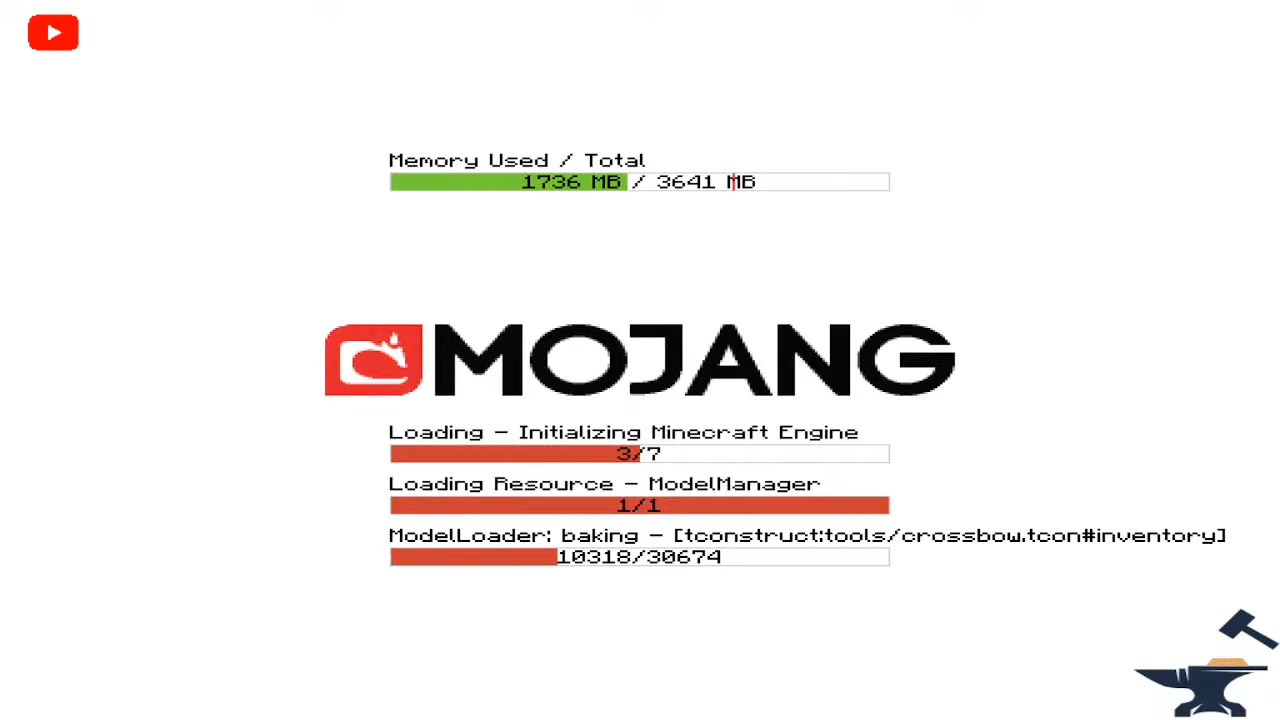 Memory Used / Total
1736 MB / 3641 MB
MOJANG
Loading - Initializing Minecraft Engine
3/7
Loading Resource - ModelManager
1/1
ModelLoader: baking - [tconstruct:tools/crossbow.tcon#inventory]
10318/30674